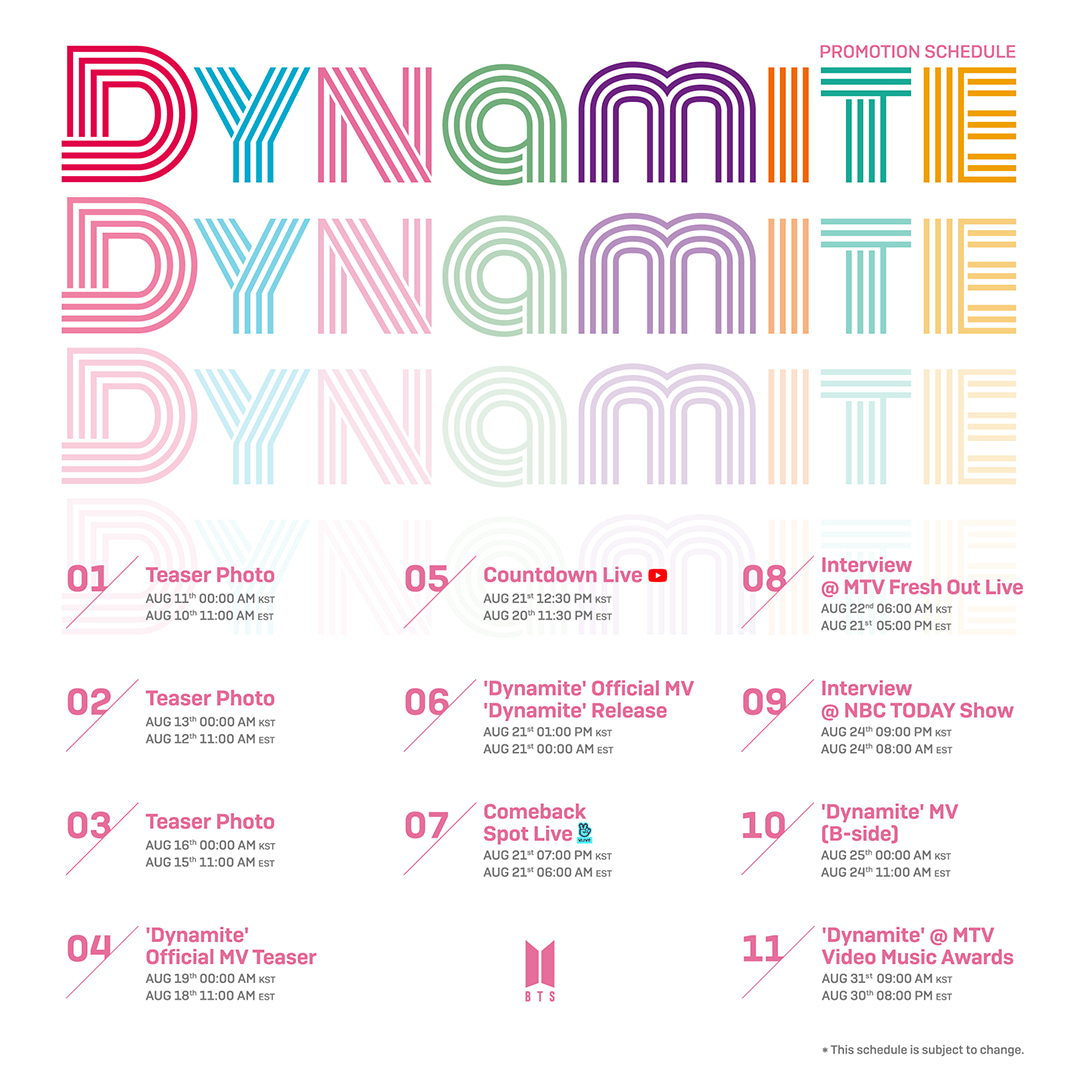 PROMOTION SCHEDULE
DYNamITE
DYNamITE
DYNamITE
DYNamITE
01
Teaser Photo
AUG 11th 00:00 AM KST
AUG 10th 11:00 AM EST
02
Teaser Photo
AUG 13th 00:00 AM KST
AUG 12th 11:00 AM EST
03
Teaser Photo
AUG 16th 00:00 AM KST
AUG 15th 11:00 AM EST
04
'Dynamite'
Official MV Teaser
AUG 19th 00:00 AM KST
AUG 18th 11:00 AM EST
05
Countdown Live
AUG 21st 12:30 PM KST
AUG 20th 11:30 PM EST
06
'Dynamite' Official MV
'Dynamite' Release
AUG 21st 01:00 PM KST
AUG 21st 00:00 AM EST
07
Comeback
Spot Live
VLIVE
AUG 21st 07:00 PM KST
AUG 21st 06:00 AM EST
BTS
08
Interview
@ MTV Fresh Out Live
AUG 22nd 06:00 AM KST
AUG 21st 05:00 PM EST
09
Interview
@ NBC TODAY Show
AUG 24th 09:00 PM KST
AUG 24th 08:00 AM EST
10
'Dynamite' MV
(B-side)
AUG 25th 00:00 AM KST
AUG 24th 11:00 AM EST
11
'Dynamite' @ MTV
Video Music Awards
AUG 31st 09:00 AM KST
AUG 30th 08:00 PM EST
* This schedule is subject to change.